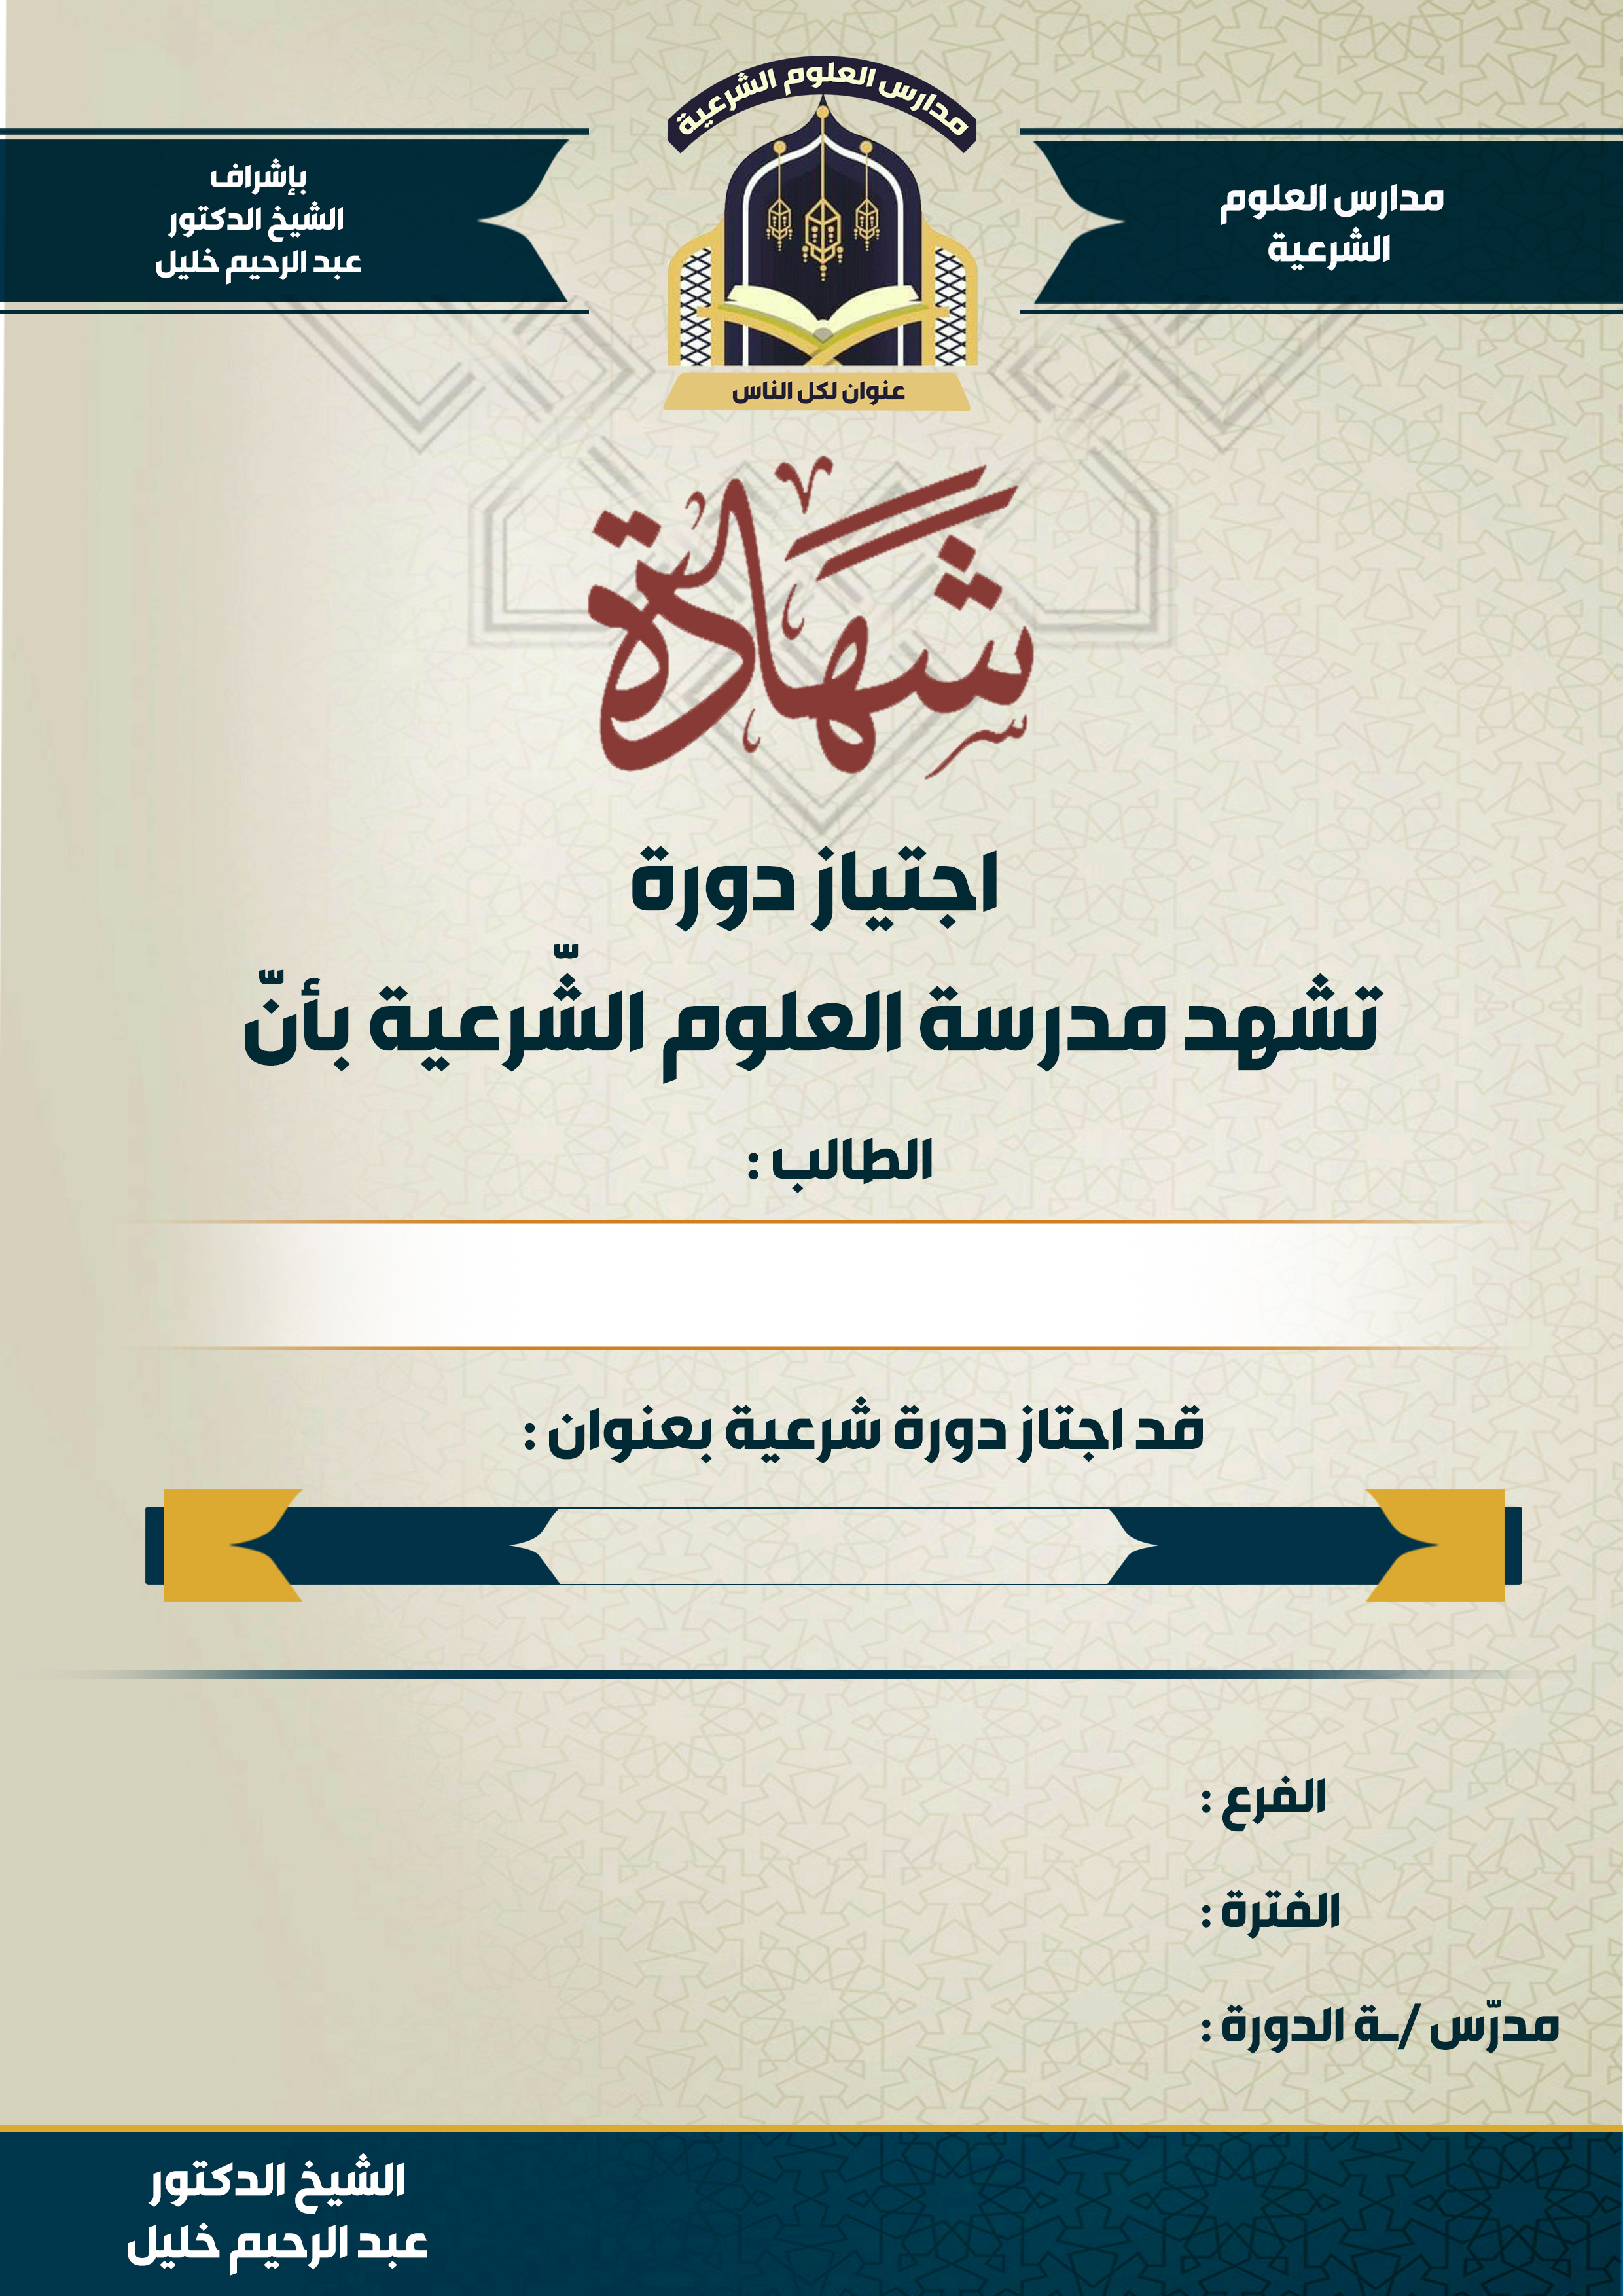 مدارس العلوم الشرعية
مدارس العلوم
الشرعية
بإشراف
الشيخ الدكتور
عبد الرحيم خليل
عنوان لكل الناس
شهادة
اجتياز دورة
تشهد مدرسة العلوم الشّرعية بأنّ
الطالب :
قد اجتاز دورة شرعية بعنوان :
الفرع :
الفترة :
مدرّس /ـة الدورة :
الشيخ الدكتور
عبد الرحيم خليل